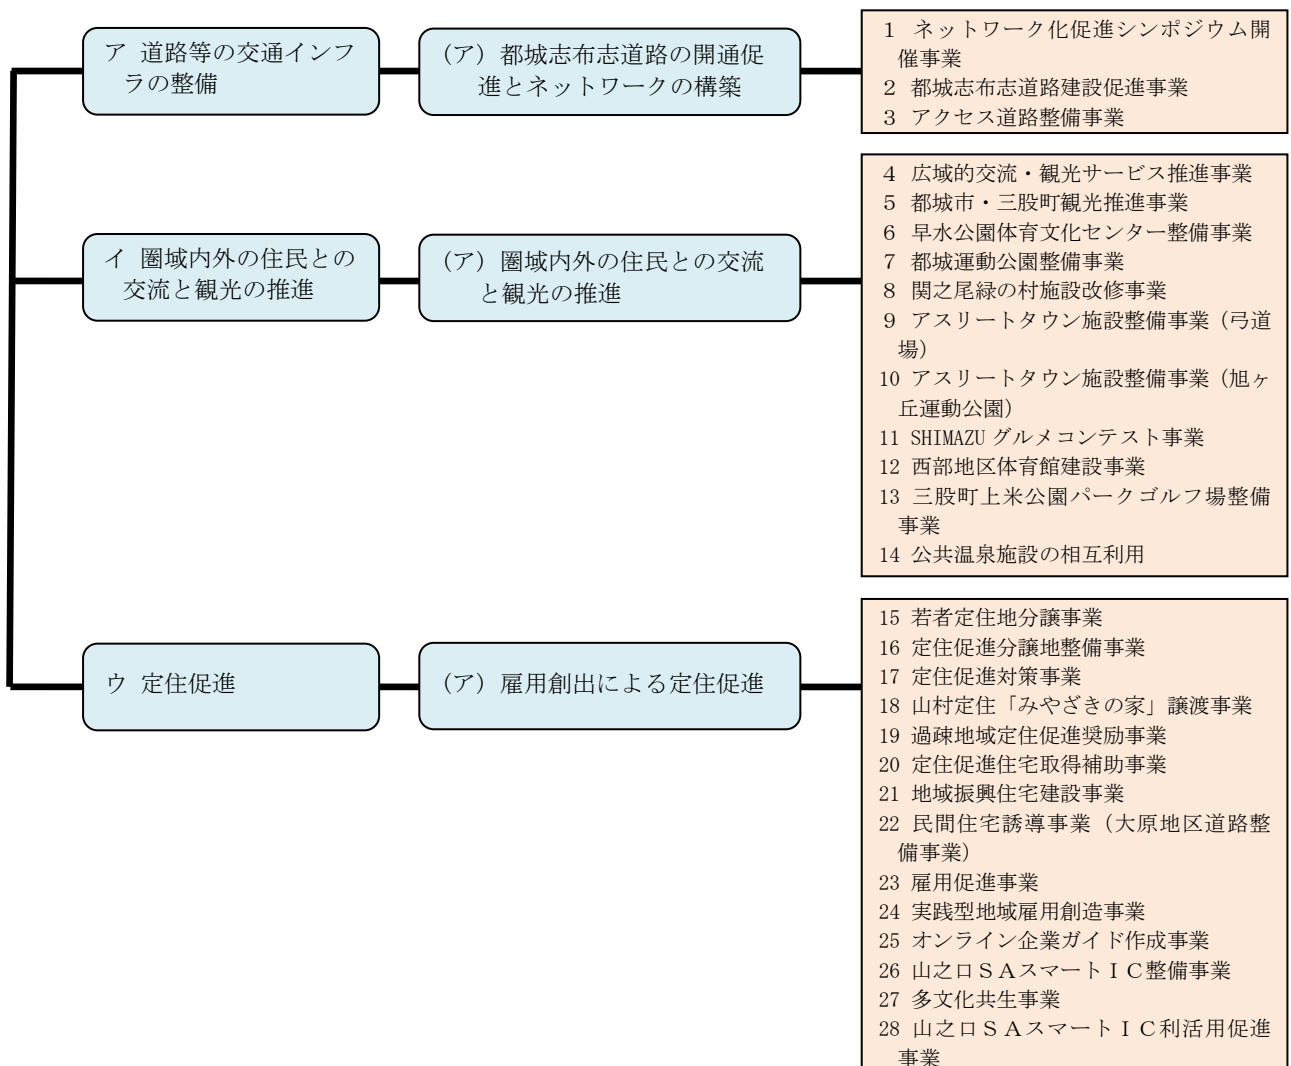 ア 道路等の交通インフ
ラの整備
(ア) 都城志布志道路の開通促
進とネットワークの構築
1 ネットワーク化促進シンポジウム開
催事業
2 都城志布志道路建設促進事業
3 アクセス道路整備事業
イ 圏域内外の住民との
交流と観光の推進
(ア) 圏域内外の住民との交流
と観光の推進
4 広域的交流・観光サービス推進事業
5 都城市・三股町観光推進事業
6 早水公園体育文化センター整備事業
7 都城運動公園整備事業
8 関之尾緑の村施設改修事業
9 アスリートタウン施設整備事業(弓道
場)
10 アスリートタウン施設整備事業(旭ヶ
丘運動公園)
11 SHIMAZU グルメコンテスト事業
12 西部地区体育館建設事業
13 三股町上米公園パークゴルフ場整備
事業
14 公共温泉施設の相互利用
ウ 定住促進
(ア) 雇用創出による定住促進
15 若者定住地分譲事業
16 定住促進分譲地整備事業
17 定住促進対策事業
18 山村定住「みやざきの家」譲渡事業
19 過疎地域定住促進奨励事業
20 定住促進住宅取得補助事業
21 地域振興住宅建設事業
22 民間住宅誘導事業(大原地区道路整
備事業)
23 雇用促進事業
24 実践型地域雇用創造事業
25 オンライン企業ガイド作成事業
26 山之口SAスマートIC整備事業
27 多文化共生事業
28 山之口SAスマートIC利活用促進
事業